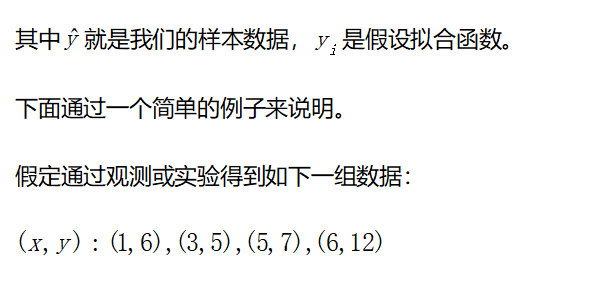 其中 ŷ 就是我们的样本数据，yᵢ 是假设拟合函数。
下面通过一个简单的例子来说明。
假定通过观测或实验得到如下一组数据：
(x, y) : (1,6),(3,5),(5,7),(6,12)